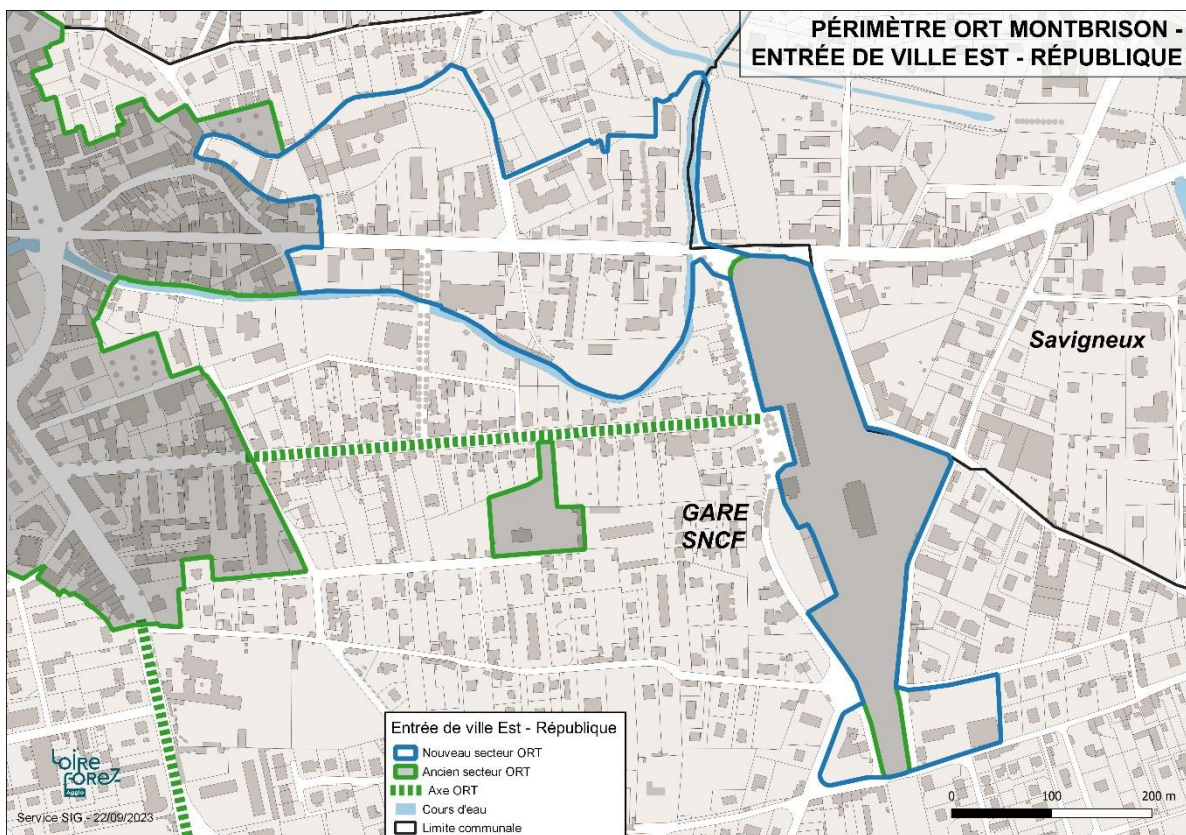 PÉRIMÈTRE ORT MONTBRISON -
ENTRÉE DE VILLE EST - RÉPUBLIQUE
Savigneux
GARE
SNCF
Entrée de ville Est - République
Nouveau secteur ORT
Ancien secteur ORT
Axe ORT
Cours d'eau
Limite communale
Loire
Forez
Agglo
Service SIG - 22/09/2023
0 100 200 m